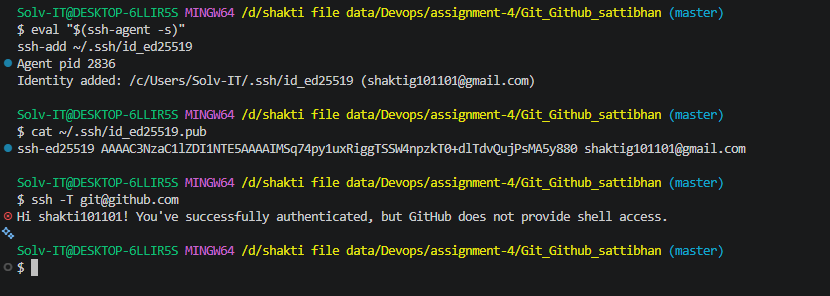 Solv-IT@DESKTOP-6LLIR5S MINGW64 /d/shakti file data/Devops/assignment-4/Git_Github_sattibhan (master)
$ eval "$(ssh-agent -s)"
ssh-add ~/.ssh/id_ed25519
Agent pid 2836
Identity added: /c/Users/Solv-IT/.ssh/id_ed25519 (shaktig101101@gmail.com)
Solv-IT@DESKTOP-6LLIR5S MINGW64 /d/shakti file data/Devops/assignment-4/Git_Github_sattibhan (master)
$ cat ~/.ssh/id_ed25519.pub
ssh-ed25519 AAAAC3NzaC1lZDI1NTE5AAAAIMSq74py1uxRiggTSSW4npzkT0+dlTdvQujPsMA5y880 shaktig101101@gmail.com
Solv-IT@DESKTOP-6LLIR5S MINGW64 /d/shakti file data/Devops/assignment-4/Git_Github_sattibhan (master)
$ ssh -T git@github.com
Hi shakti101101! You've successfully authenticated, but GitHub does not provide shell access.
Solv-IT@DESKTOP-6LLIR5S MINGW64 /d/shakti file data/Devops/assignment-4/Git_Github_sattibhan (master)
$